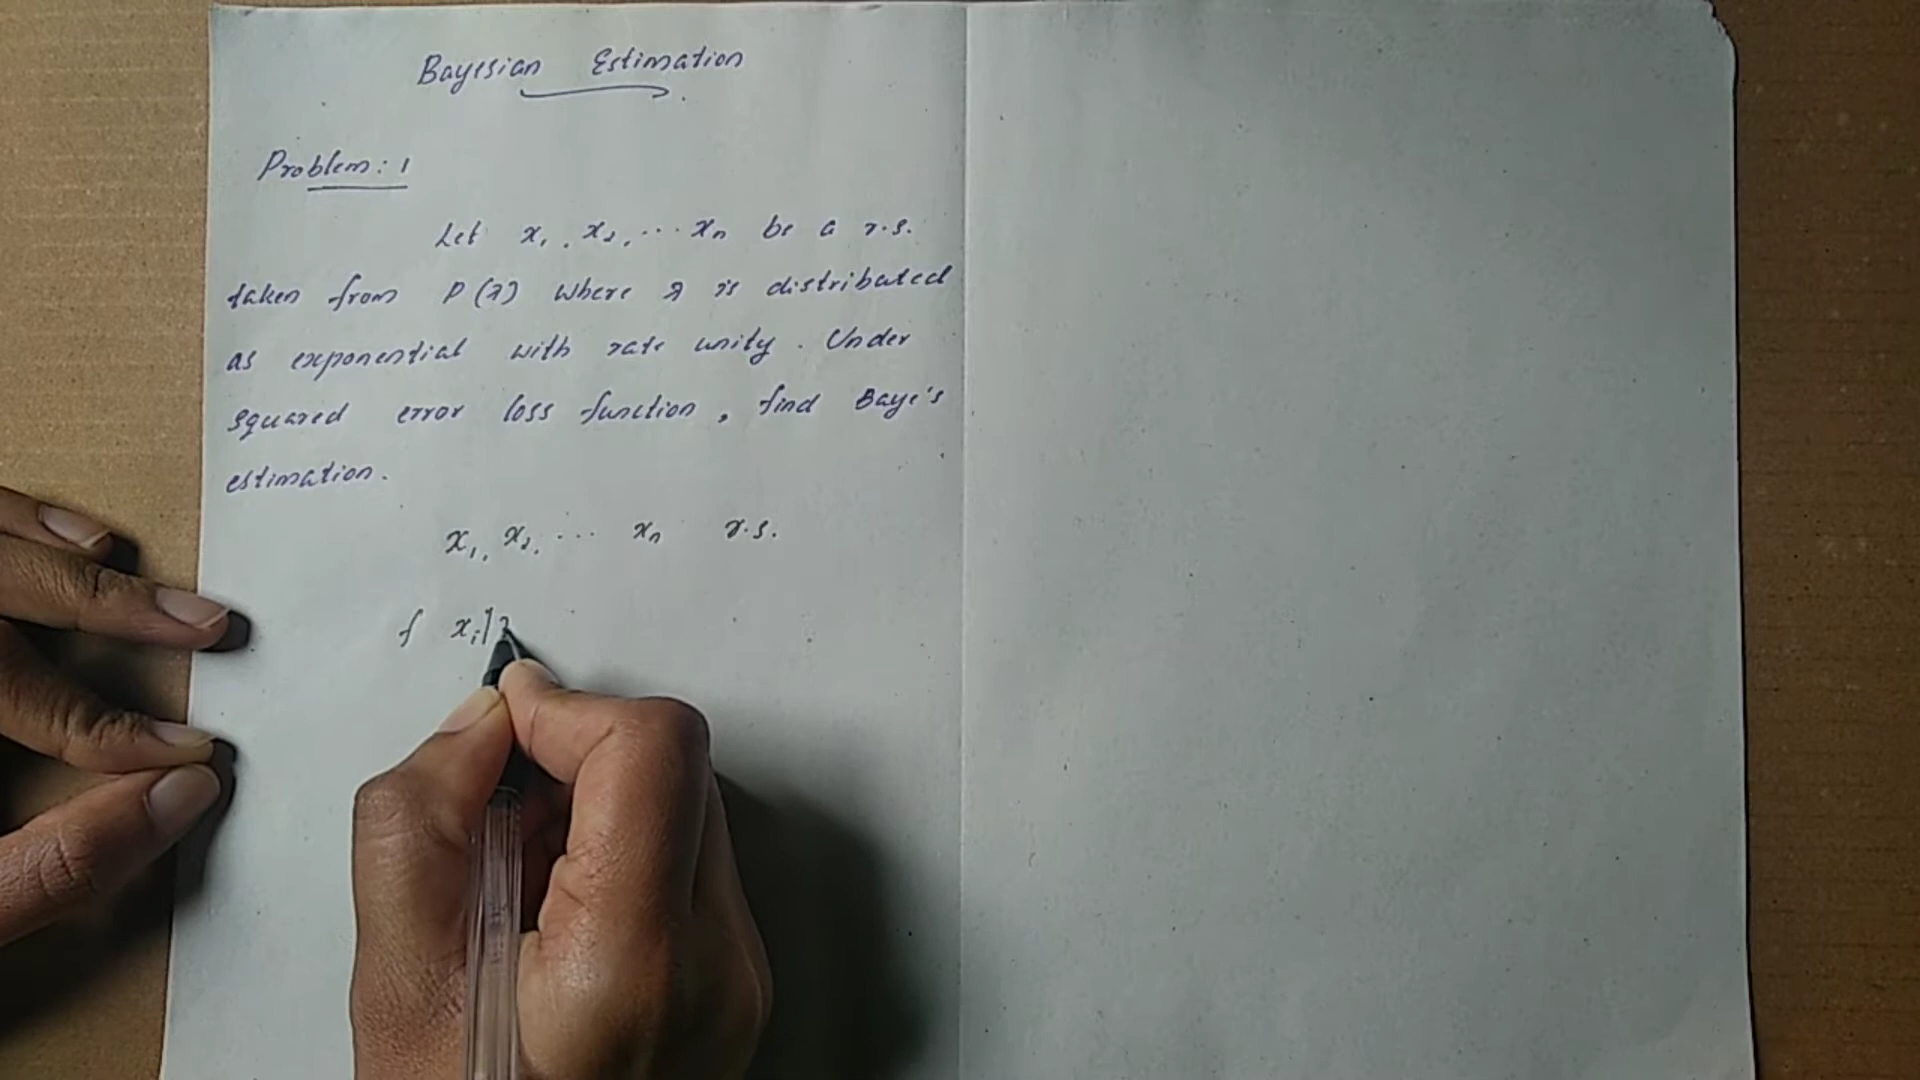 Bayesian Estimation
Problem: 1
Let x₁, x₂, ... xₙ be a r.s.
taken from P(λ) where λ is distributed
as exponential with rate unity. Under
squared error loss function, find Baye's
estimation.
x₁, x₂, ... xₙ r.s.
f xᵢ|λ